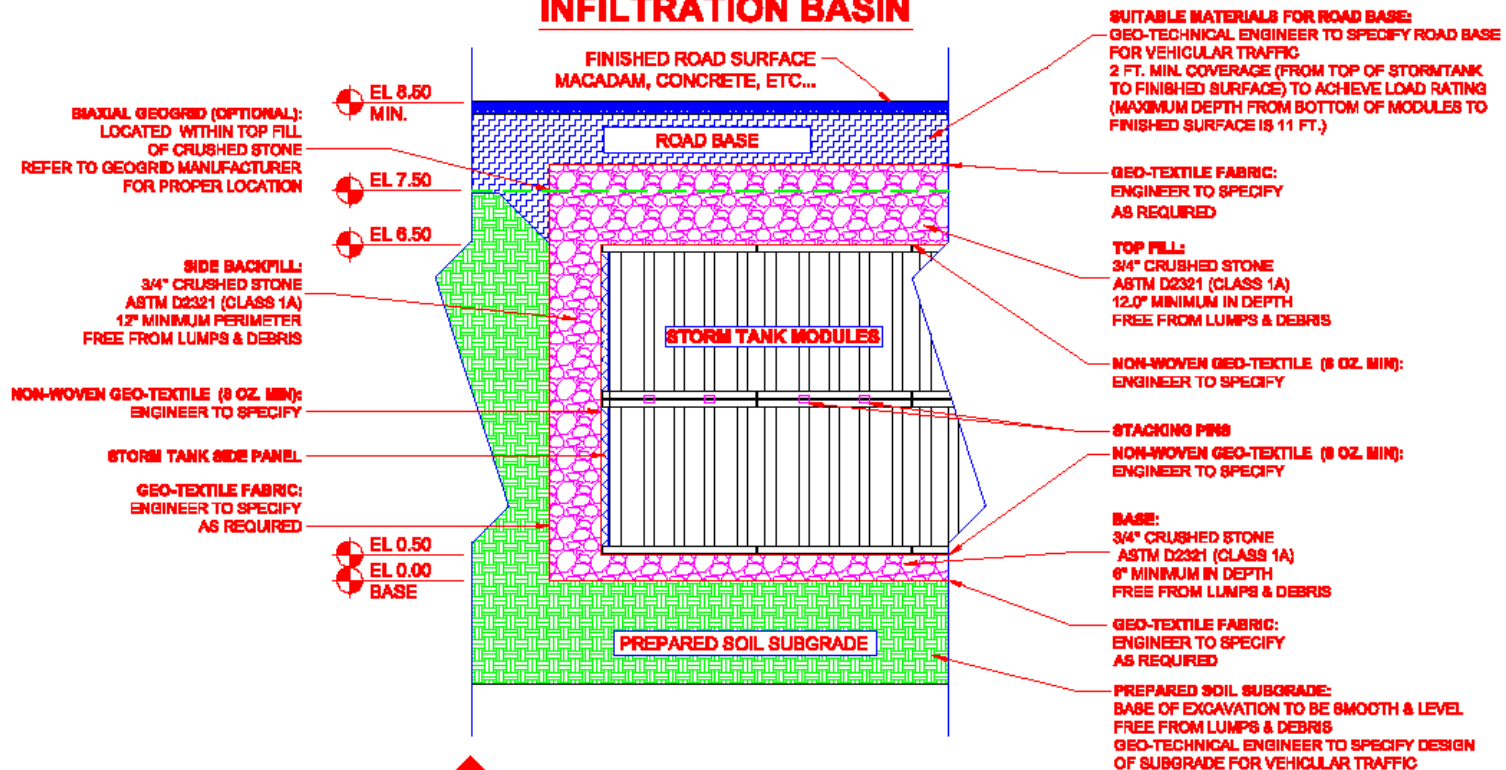 INFILTRATION BASIN
FINISHED ROAD SURFACE
MACADAM, CONCRETE, ETC...
EL 8.50
MIN.
BIAXIAL GEOGRID (OPTIONAL):
LOCATED WITHIN TOP FILL
OF CRUSHED STONE
REFER TO GEOGRID MANUFACTURER
FOR PROPER LOCATION
EL 7.50
EL 6.50
SIDE BACKFILL:
3/4" CRUSHED STONE
ASTM D2321 (CLASS 1A)
12" MINIMUM PERIMETER
FREE FROM LUMPS & DEBRIS
NON-WOVEN GEO-TEXTILE (8 OZ. MIN):
ENGINEER TO SPECIFY
STORM TANK SIDE PANEL
GEO-TEXTILE FABRIC:
ENGINEER TO SPECIFY
AS REQUIRED
EL 0.50
EL 0.00
BASE
ROAD BASE
STORM TANK MODULES
PREPARED SOIL SUBGRADE
SUITABLE MATERIALS FOR ROAD BASE:
GEO-TECHNICAL ENGINEER TO SPECIFY ROAD BASE
FOR VEHICULAR TRAFFIC
2 FT. MIN. COVERAGE (FROM TOP OF STORMTANK
TO FINISHED SURFACE) TO ACHIEVE LOAD RATING
(MAXIMUM DEPTH FROM BOTTOM OF MODULES TO
FINISHED SURFACE IS 11 FT.)
GEO-TEXTILE FABRIC:
ENGINEER TO SPECIFY
AS REQUIRED
TOP FILL:
3/4" CRUSHED STONE
ASTM D2321 (CLASS 1A)
12.0" MINIMUM IN DEPTH
FREE FROM LUMPS & DEBRIS
NON-WOVEN GEO-TEXTILE (8 OZ. MIN):
ENGINEER TO SPECIFY
STACKING PINS
NON-WOVEN GEO-TEXTILE (8 OZ. MIN):
ENGINEER TO SPECIFY
BASE:
3/4" CRUSHED STONE
ASTM D2321 (CLASS 1A)
6" MINIMUM IN DEPTH
FREE FROM LUMPS & DEBRIS
GEO-TEXTILE FABRIC:
ENGINEER TO SPECIFY
AS REQUIRED
PREPARED SOIL SUBGRADE:
BASE OF EXCAVATION TO BE SMOOTH & LEVEL
FREE FROM LUMPS & DEBRIS
GEO-TECHNICAL ENGINEER TO SPECIFY DESIGN
OF SUBGRADE FOR VEHICULAR TRAFFIC